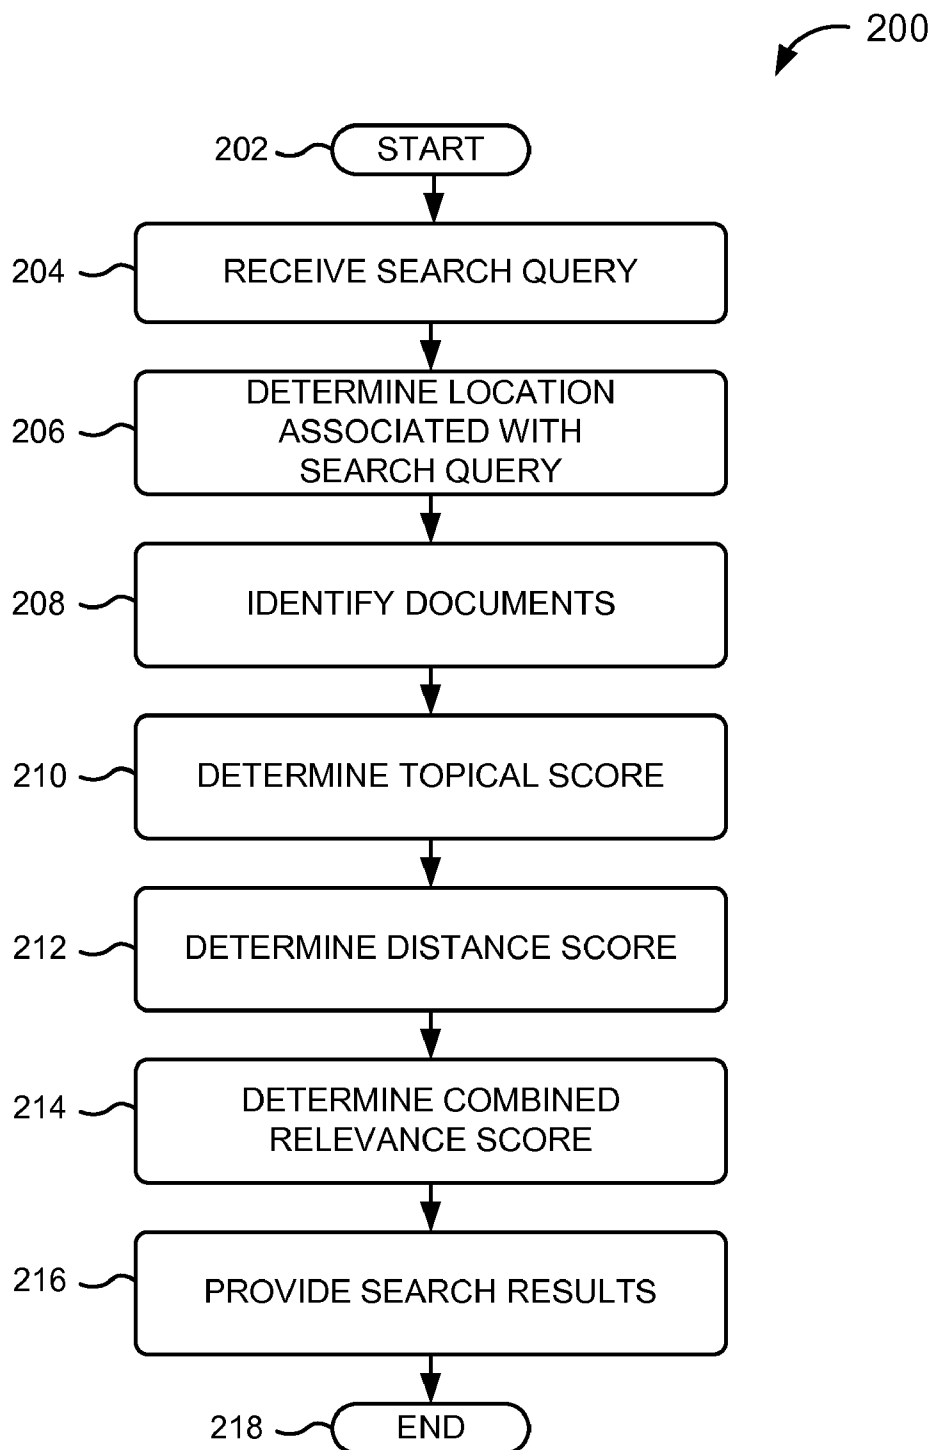 200
202 START
204 RECEIVE SEARCH QUERY
DETERMINE LOCATION
206 ASSOCIATED WITH
SEARCH QUERY
208 IDENTIFY DOCUMENTS
210 DETERMINE TOPICAL SCORE
212 DETERMINE DISTANCE SCORE
214 DETERMINE COMBINED
RELEVANCE SCORE
216 PROVIDE SEARCH RESULTS
218 END